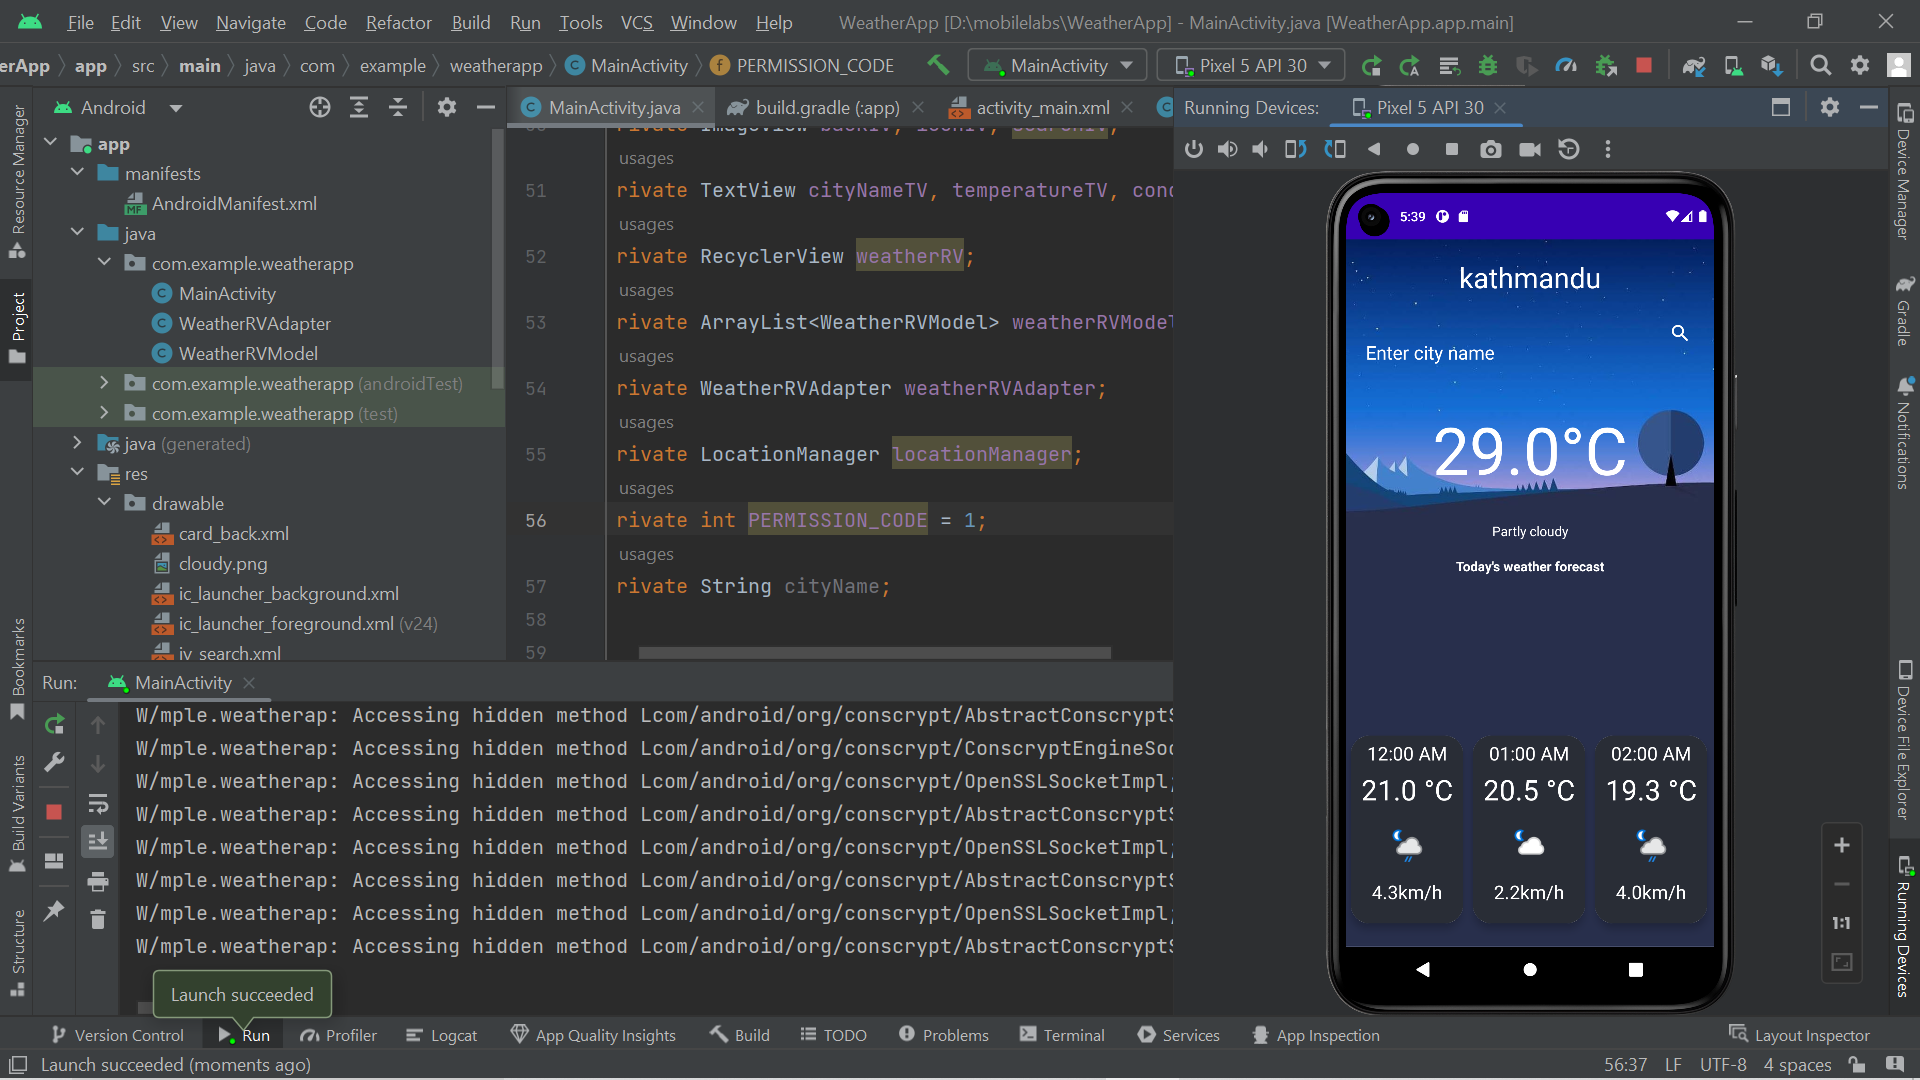 File Edit View Navigate Code Refactor Build Run Tools VCS Window Help WeatherApp [D:\mobilelabs\WeatherApp] - MainActivity.java [WeatherApp.app.main]
erApp app src main java com example weatherapp MainActivity PERMISSION_CODE MainActivity Pixel 5 API 30
Android
MainActivity.java build.gradle (:app) activity_main.xml
Running Devices: Pixel 5 API 30
Resource Manager
Project
Bookmarks
Build Variants
Structure
app
manifests
AndroidManifest.xml
java
com.example.weatherapp
MainActivity
WeatherRVAdapter
WeatherRVModel
com.example.weatherapp (androidTest)
com.example.weatherapp (test)
java (generated)
res
drawable
card_back.xml
cloudy.png
ic_launcher_background.xml
ic_launcher_foreground.xml (v24)
iv_search.xml
rivate ImageView backIV, iconIV, searchIV;
usages
51 rivate TextView cityNameTV, temperatureTV, cond
usages
52 rivate RecyclerView weatherRV;
usages
53 rivate ArrayList<WeatherRVModel> weatherRVModel
usages
54 rivate WeatherRVAdapter weatherRVAdapter;
usages
55 rivate LocationManager locationManager;
usages
56 rivate int PERMISSION_CODE = 1;
usages
57 rivate String cityName;
58
59
5:39
kathmandu
Enter city name
29.0°C
Partly cloudy
Today's weather forecast
12:00 AM 01:00 AM 02:00 AM
21.0 °C 20.5 °C 19.3 °C
4.3km/h 2.2km/h 4.0km/h
1:1
Device Manager
Gradle
Notifications
Device File Explorer
Running Devices
Run: MainActivity
W/mple.weatherap: Accessing hidden method Lcom/android/org/conscrypt/AbstractConscryptS
W/mple.weatherap: Accessing hidden method Lcom/android/org/conscrypt/ConscryptEngineSoc
W/mple.weatherap: Accessing hidden method Lcom/android/org/conscrypt/OpenSSLSocketImpl;
W/mple.weatherap: Accessing hidden method Lcom/android/org/conscrypt/AbstractConscryptS
W/mple.weatherap: Accessing hidden method Lcom/android/org/conscrypt/OpenSSLSocketImpl;
W/mple.weatherap: Accessing hidden method Lcom/android/org/conscrypt/AbstractConscryptS
W/mple.weatherap: Accessing hidden method Lcom/android/org/conscrypt/OpenSSLSocketImpl;
W/mple.weatherap: Accessing hidden method Lcom/android/org/conscrypt/AbstractConscryptS
Launch succeeded
Version Control Run Profiler Logcat App Quality Insights Build TODO Problems Terminal Services App Inspection Layout Inspector
Launch succeeded (moments ago) 56:37 LF UTF-8 4 spaces